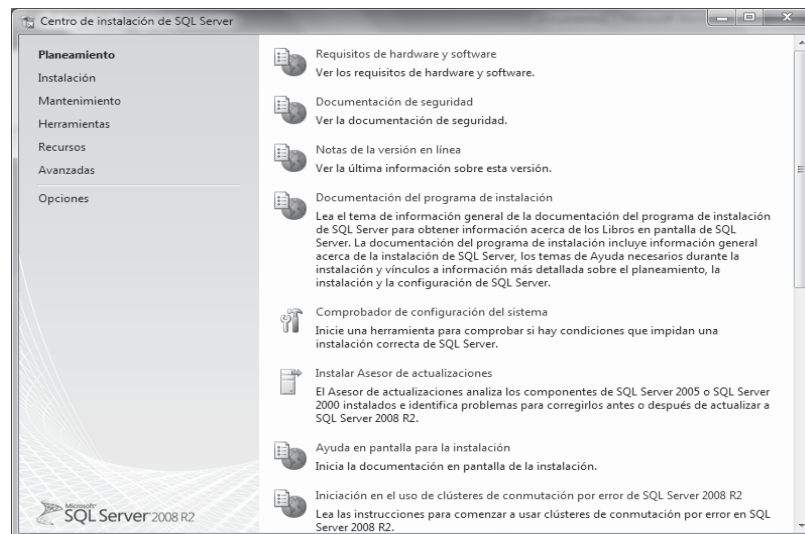 Centro de instalación de SQL Server
Planeamiento
Instalación
Mantenimiento
Herramientas
Recursos
Avanzadas
Opciones
Requisitos de hardware y software
Ver los requisitos de hardware y software.
Documentación de seguridad
Ver la documentación de seguridad.
Notas de la versión en línea
Ver la última información sobre esta versión.
Documentación del programa de instalación
Lea el tema de información general de la documentación del programa de instalación
de SQL Server para obtener información acerca de los Libros en pantalla de SQL
Server. La documentación del programa de instalación incluye información general
acerca de la instalación de SQL Server, los temas de Ayuda necesarios durante la
instalación y vínculos a información más detallada sobre el planeamiento, la
instalación y la configuración de SQL Server.
Comprobador de configuración del sistema
Inicie una herramienta para comprobar si hay condiciones que impidan una
instalación correcta de SQL Server.
Instalar Asesor de actualizaciones
El Asesor de actualizaciones analiza los componentes de SQL Server 2005 o SQL Server
2000 instalados e identifica problemas para corregirlos antes o después de actualizar a
SQL Server 2008 R2.
Ayuda en pantalla para la instalación
Inicia la documentación en pantalla de la instalación.
Iniciación en el uso de clústeres de conmutación por error de SQL Server 2008 R2
Lea las instrucciones para comenzar a usar clústeres de conmutación por error en SQL
Server 2008 R2.
Microsoft
SQL Server 2008 R2